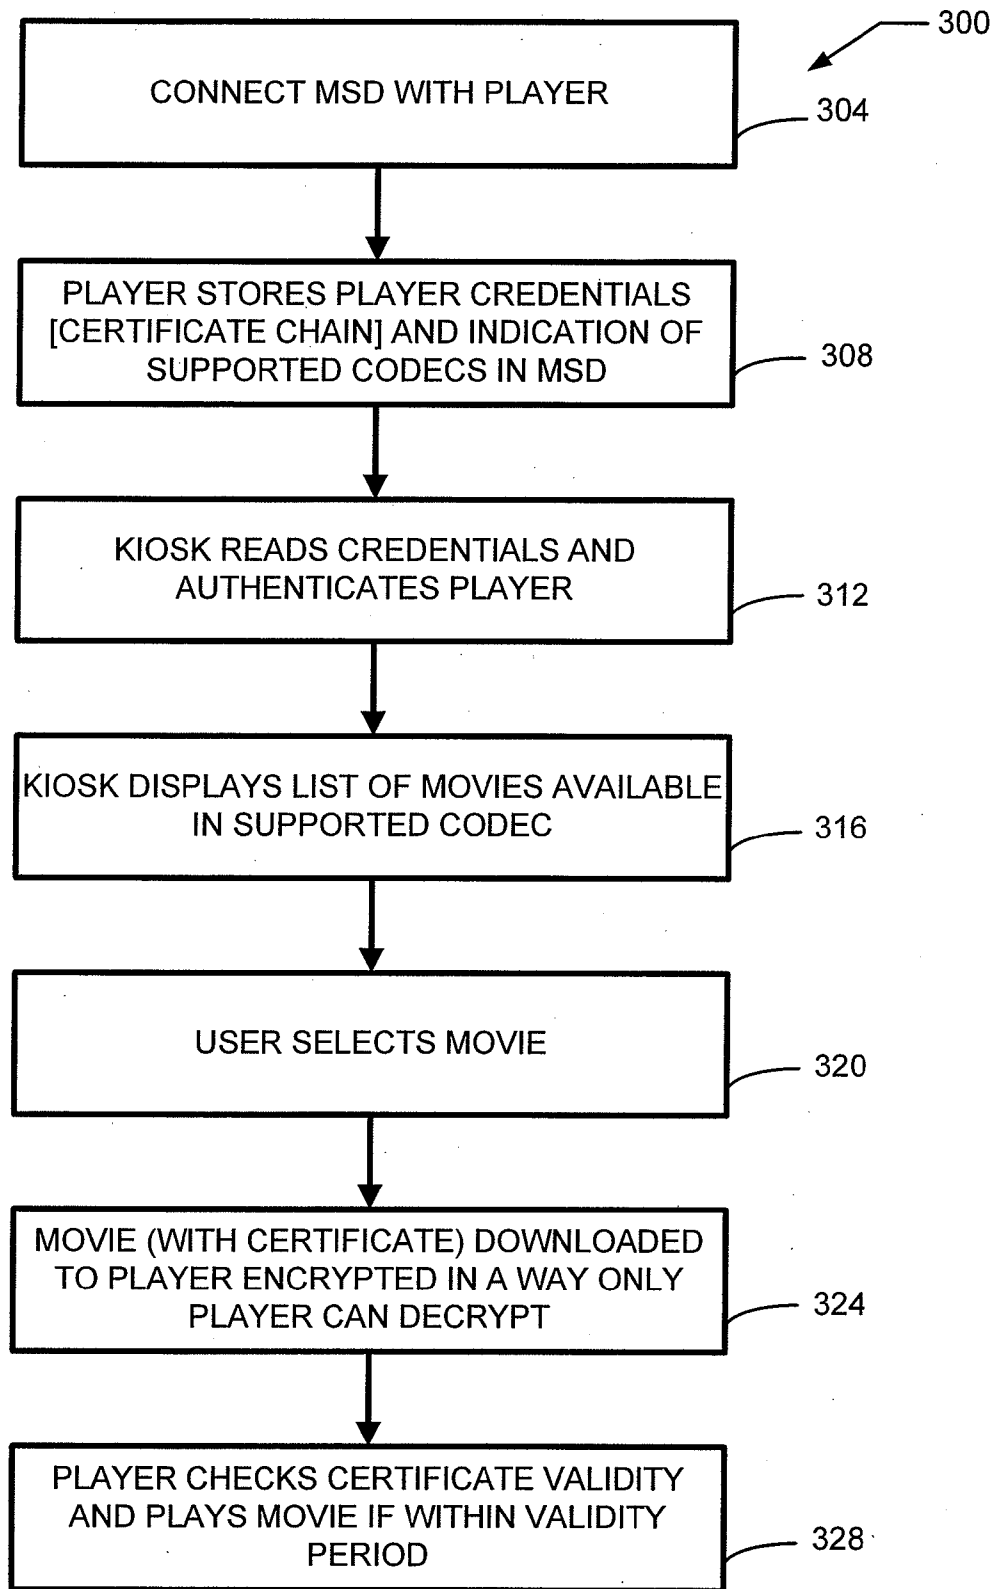 300
CONNECT MSD WITH PLAYER
304
PLAYER STORES PLAYER CREDENTIALS
[CERTIFICATE CHAIN] AND INDICATION OF
SUPPORTED CODECS IN MSD
308
KIOSK READS CREDENTIALS AND
AUTHENTICATES PLAYER
312
KIOSK DISPLAYS LIST OF MOVIES AVAILABLE
IN SUPPORTED CODEC
316
USER SELECTS MOVIE
320
MOVIE (WITH CERTIFICATE) DOWNLOADED
TO PLAYER ENCRYPTED IN A WAY ONLY
PLAYER CAN DECRYPT
324
PLAYER CHECKS CERTIFICATE VALIDITY
AND PLAYS MOVIE IF WITHIN VALIDITY
PERIOD
328